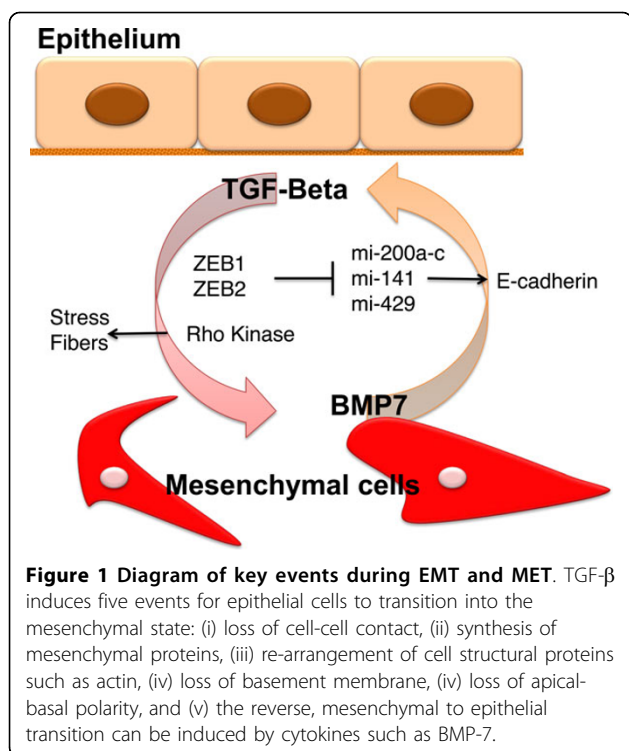 Epithelium
TGF-Beta
ZEB1
ZEB2
mi-200a-c
mi-141
mi-429
E-cadherin
Stress
Fibers
Rho Kinase
BMP7
Mesenchymal cells
Figure 1 Diagram of key events during EMT and MET. TGF-β
induces five events for epithelial cells to transition into the
mesenchymal state: (i) loss of cell-cell contact, (ii) synthesis of
mesenchymal proteins, (iii) re-arrangement of cell structural proteins
such as actin, (iv) loss of basement membrane, (iv) loss of apical-
basal polarity, and (v) the reverse, mesenchymal to epithelial
transition can be induced by cytokines such as BMP-7.